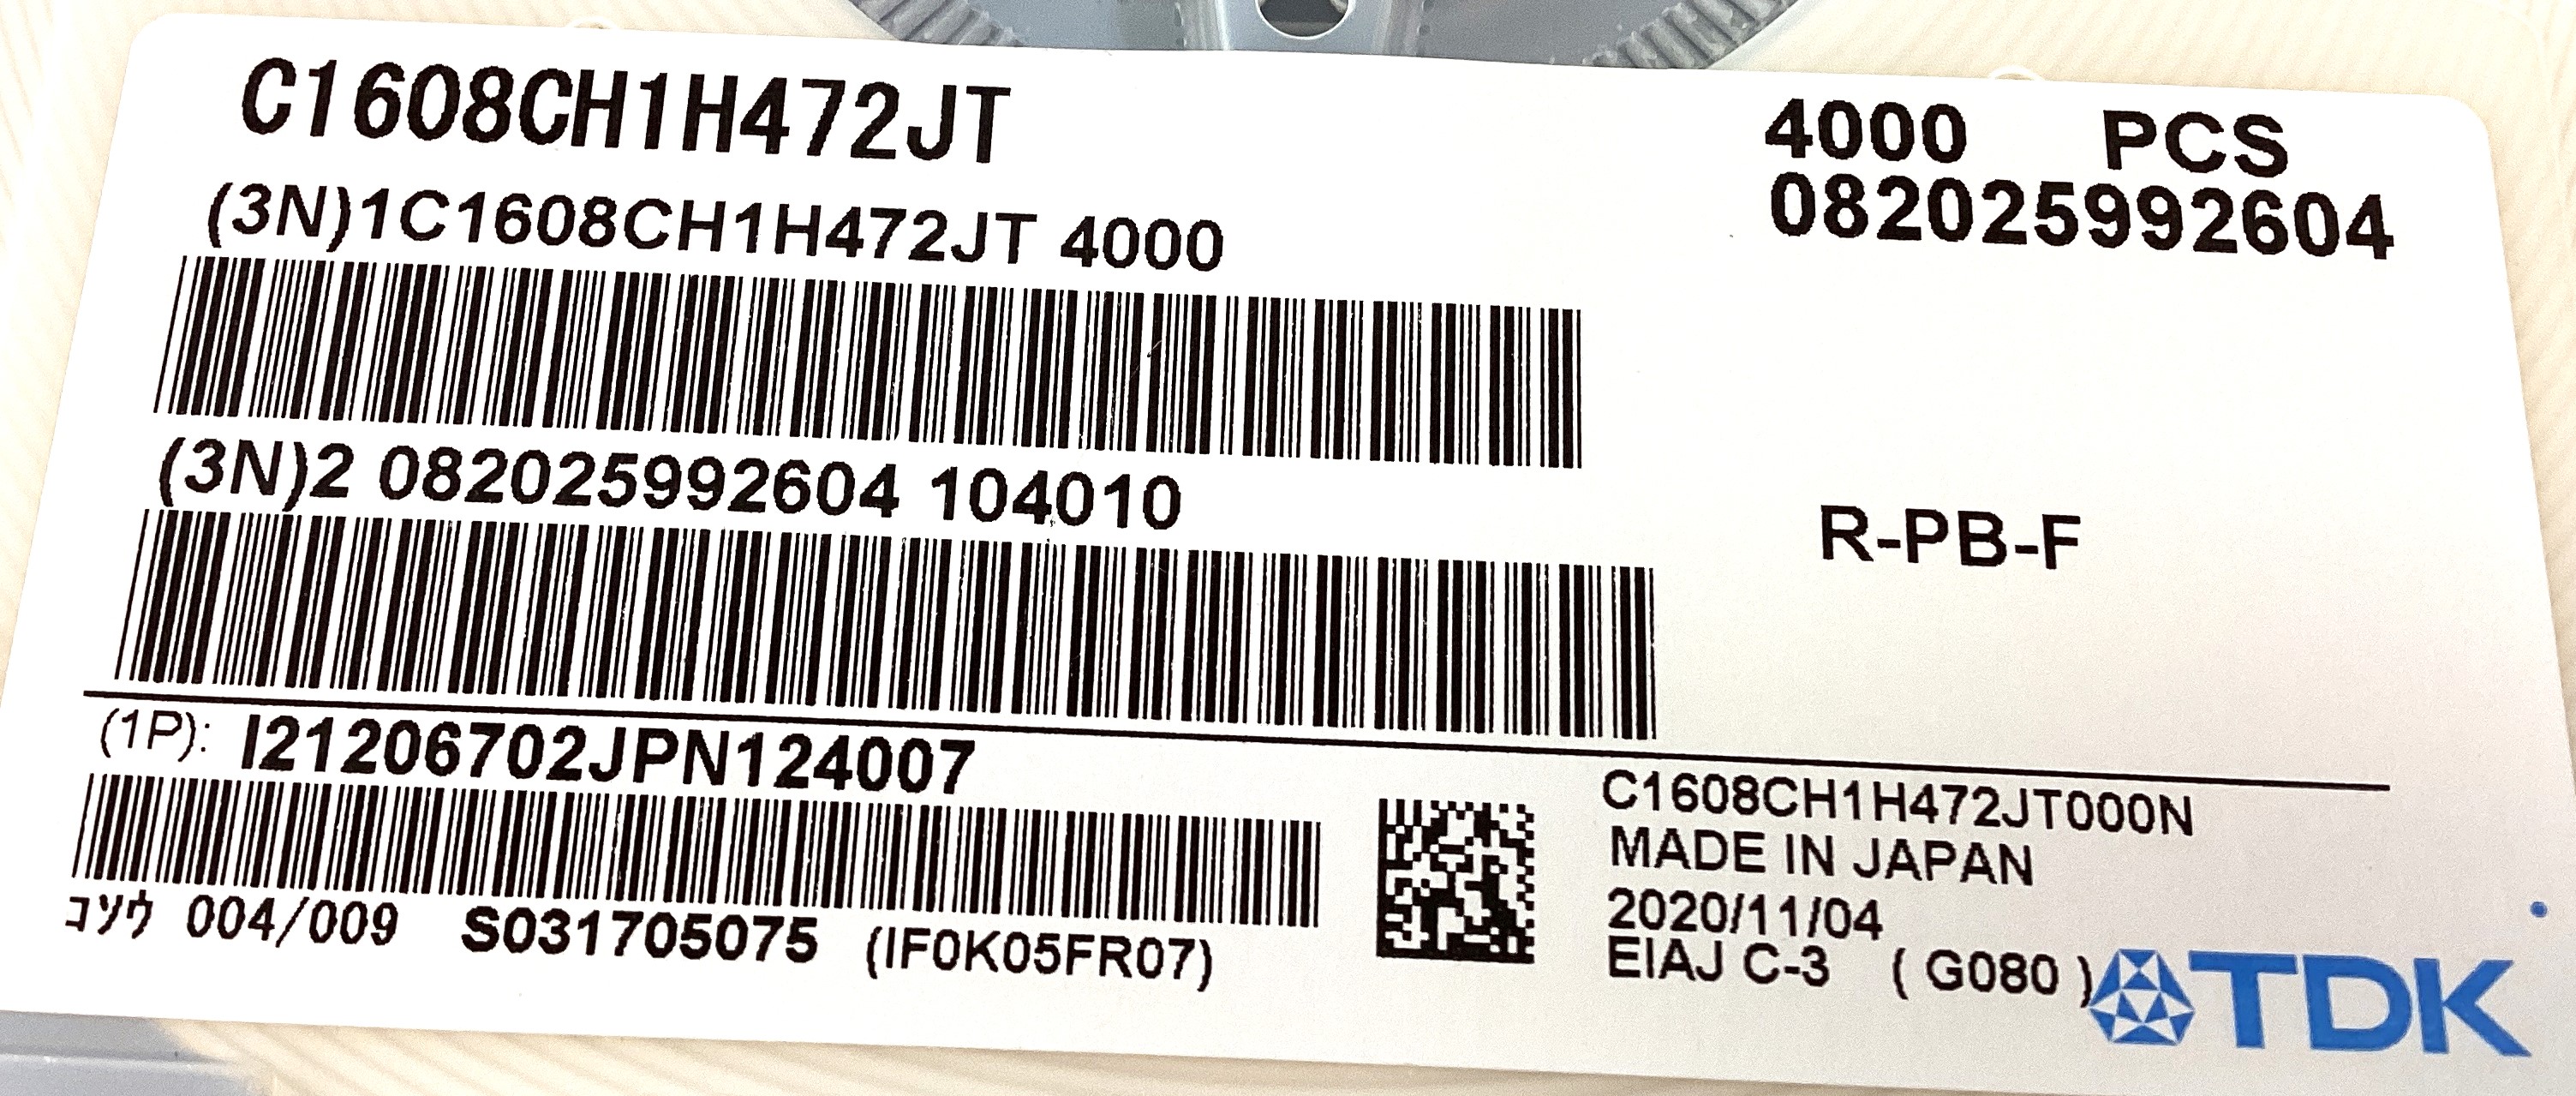 C1608CH1H472JT
4000 PCS
(3N)1C1608CH1H472JT 4000
082025992604
(3N)2 082025992604 104010
R-PB-F
(1P): I21206702JPN124007
C1608CH1H472JT000N
MADE IN JAPAN
2020/11/04
EIAJ C-3 ( G080 )
コソウ 004/009 S031705075 (IF0K05FR07)
TDK